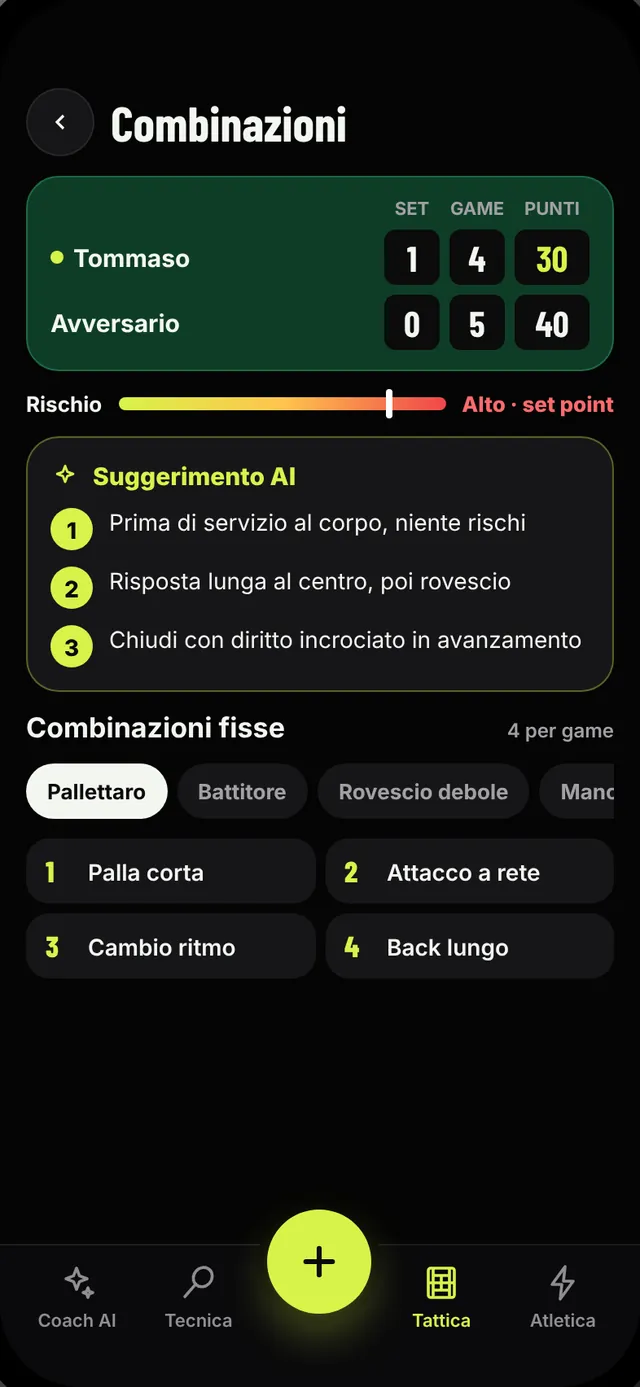 Combinazioni
SET GAME PUNTI
Tommaso 1 4 30
Avversario 0 5 40
Rischio Alto · set point
Suggerimento AI
1 Prima di servizio al corpo, niente rischi
2 Risposta lunga al centro, poi rovescio
3 Chiudi con diritto incrociato in avanzamento
Combinazioni fisse 4 per game
Pallettaro Battitore Rovescio debole
1 Palla corta 2 Attacco a rete
3 Cambio ritmo 4 Back lungo
Coach AI Tecnica Tattica Atletica